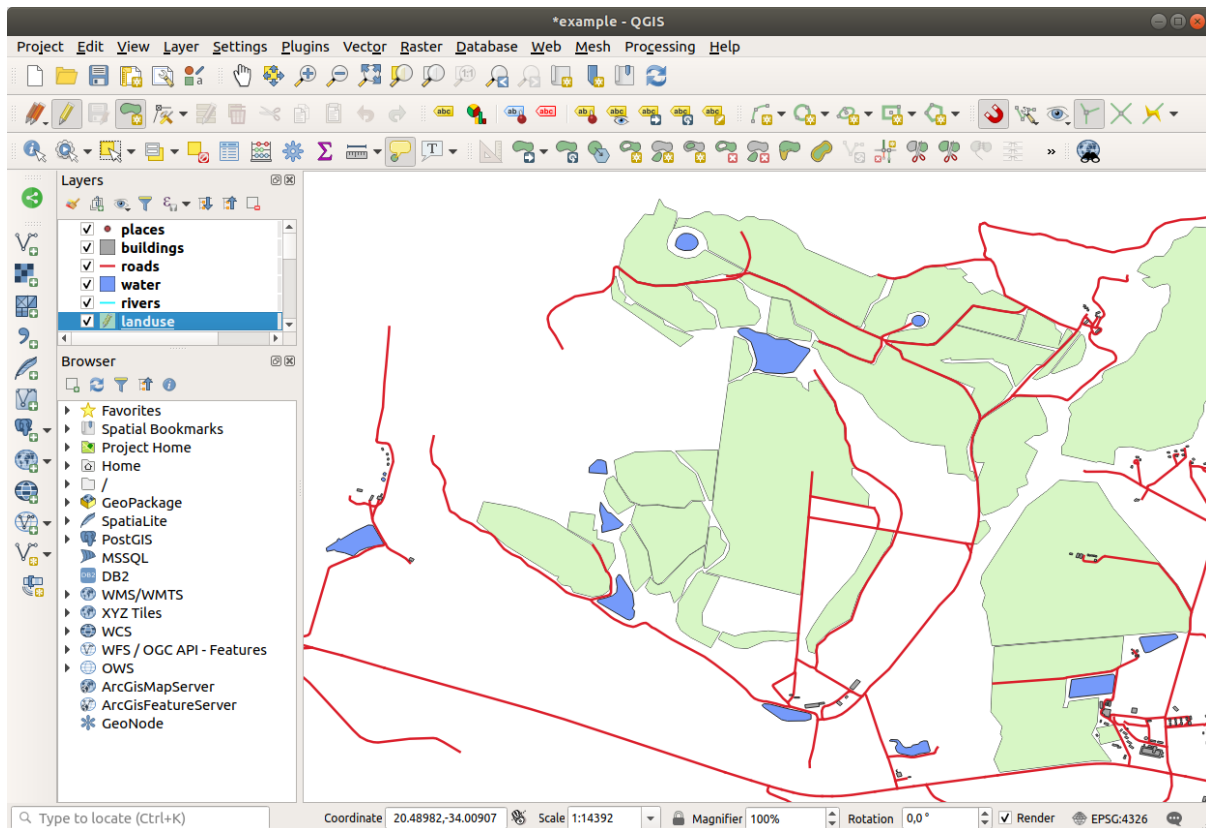 *example - QGIS
Project Edit View Layer Settings Plugins Vector Raster Database Web Mesh Processing Help
Layers
places
buildings
roads
water
rivers
landuse
Browser
Favorites
Spatial Bookmarks
Project Home
Home
/
GeoPackage
SpatiaLite
PostGIS
MSSQL
DB2
WMS/WMTS
XYZ Tiles
WCS
WFS / OGC API - Features
OWS
ArcGisMapServer
ArcGisFeatureServer
GeoNode
Type to locate (Ctrl+K) Coordinate 20.48982,-34.00907 Scale 1:14392 Magnifier 100% Rotation 0,0 ° Render EPSG:4326